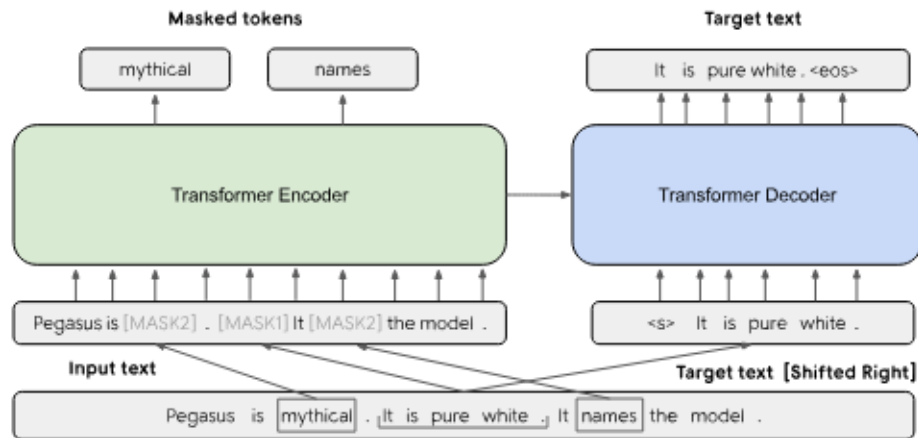 Masked tokens
Target text
mythical
names
It is pure white . <eos>
Transformer Encoder
Transformer Decoder
Pegasus is [MASK2] . [MASK1] It [MASK2] the model .
<s> It is pure white .
Input text
Target text [Shifted Right]
Pegasus is mythical . It is pure white . It names the model .